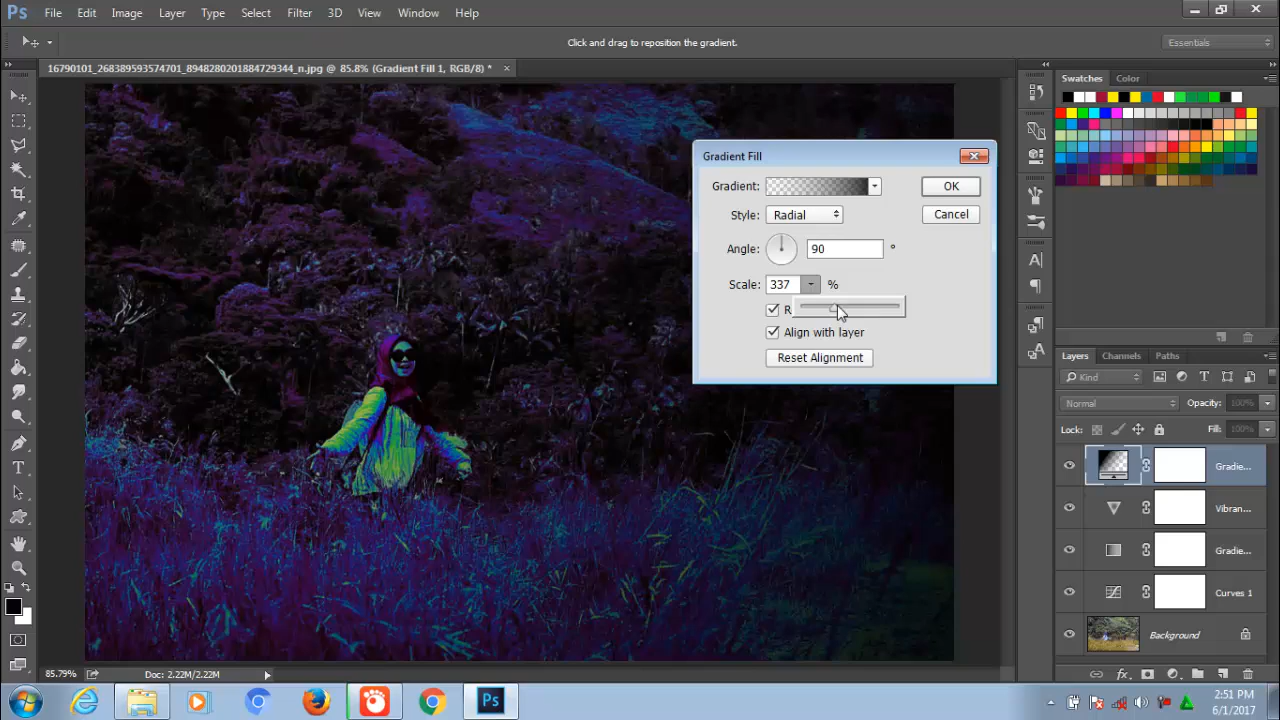 Ps File Edit Image Layer Type Select Filter 3D View Window Help
Click and drag to reposition the gradient.
Essentials
16790101_268389593574701_8948280201884729344_n.jpg @ 85.8% (Gradient Fill 1, RGB/8) *
Swatches Color
Gradient Fill
Gradient:
OK
Style: Radial
Cancel
Angle: 90 °
Scale: 337 %
R
Align with layer
Reset Alignment
Layers Channels Paths
Kind
Normal Opacity: 100%
Lock: Fill: 100%
Gradie...
Vibran...
Gradie...
Curves 1
Background
85.79% Doc: 2.22M/2.22M
Ps
2:51 PM
6/1/2017